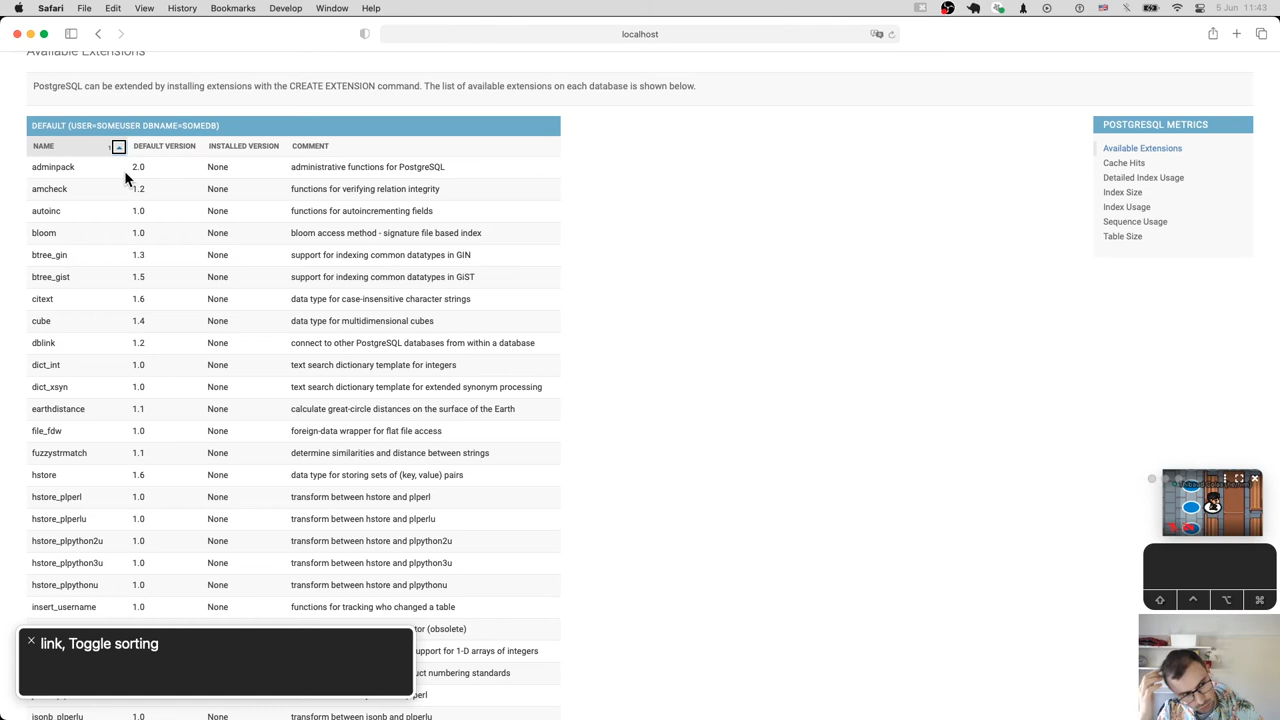 Safari File Edit View History Bookmarks Develop Window Help 5 Jun 11:43
localhost
Available Extensions
PostgreSQL can be extended by installing extensions with the CREATE EXTENSION command. The list of available extensions on each database is shown below.
DEFAULT (USER=SOMEUSER DBNAME=SOMEDB)
NAME 1 DEFAULT VERSION INSTALLED VERSION COMMENT
adminpack 2.0 None administrative functions for PostgreSQL
amcheck 1.2 None functions for verifying relation integrity
autoinc 1.0 None functions for autoincrementing fields
bloom 1.0 None bloom access method - signature file based index
btree_gin 1.3 None support for indexing common datatypes in GIN
btree_gist 1.5 None support for indexing common datatypes in GiST
citext 1.6 None data type for case-insensitive character strings
cube 1.4 None data type for multidimensional cubes
dblink 1.2 None connect to other PostgreSQL databases from within a database
dict_int 1.0 None text search dictionary template for integers
dict_xsyn 1.0 None text search dictionary template for extended synonym processing
earthdistance 1.1 None calculate great-circle distances on the surface of the Earth
file_fdw 1.0 None foreign-data wrapper for flat file access
fuzzystrmatch 1.1 None determine similarities and distance between strings
hstore 1.6 None data type for storing sets of (key, value) pairs
hstore_plperl 1.0 None transform between hstore and plperl
hstore_plperlu 1.0 None transform between hstore and plperlu
hstore_plpython2u 1.0 None transform between hstore and plpython2u
hstore_plpython3u 1.0 None transform between hstore and plpython3u
hstore_plpythonu 1.0 None transform between hstore and plpythonu
insert_username 1.0 None functions for tracking who changed a table
(obsolete)
support for 1-D arrays of integers
numbering standards
jsonb_plperlu 1.0 None transform between jsonb and plperlu
POSTGRESQL METRICS
Available Extensions
Cache Hits
Detailed Index Usage
Index Size
Index Usage
Sequence Usage
Table Size
link, Toggle sorting